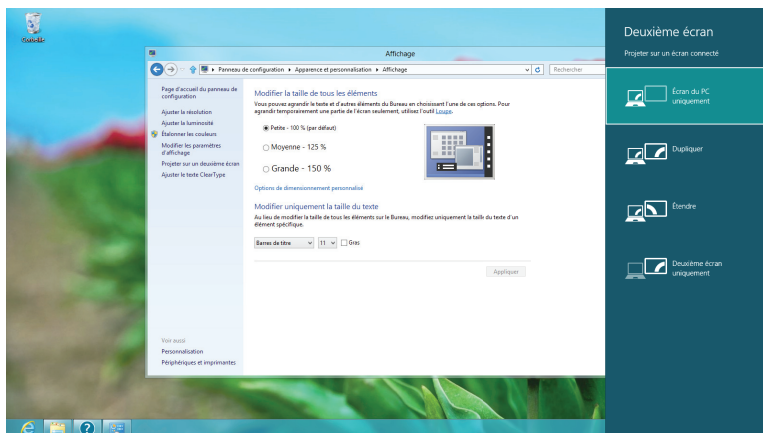 Corbeille
Affichage
Panneau de configuration
Apparence et personnalisation
Affichage
Rechercher
Page d'accueil du panneau de
configuration
Ajuster la résolution
Ajuster la luminosité
Étalonner les couleurs
Modifier les paramètres
d'affichage
Projeter sur un deuxième écran
Ajuster le texte ClearType
Voir aussi
Personnalisation
Périphériques et imprimantes
Modifier la taille de tous les éléments
Vous pouvez agrandir le texte et d'autres éléments du Bureau en choisissant l'une de ces options. Pour
agrandir temporairement une partie de l'écran seulement, utilisez l'outil Loupe.
Petite - 100 % (par défaut)
Moyenne - 125 %
Grande - 150 %
Options de dimensionnement personnalisé
Modifier uniquement la taille du texte
Au lieu de modifier la taille de tous les éléments sur le Bureau, modifiez uniquement la taille du texte d'un
élément spécifique.
Barres de titre 11 Gras
Appliquer
Deuxième écran
Projeter sur un écran connecté
Écran du PC
uniquement
Dupliquer
Étendre
Deuxième écran
uniquement